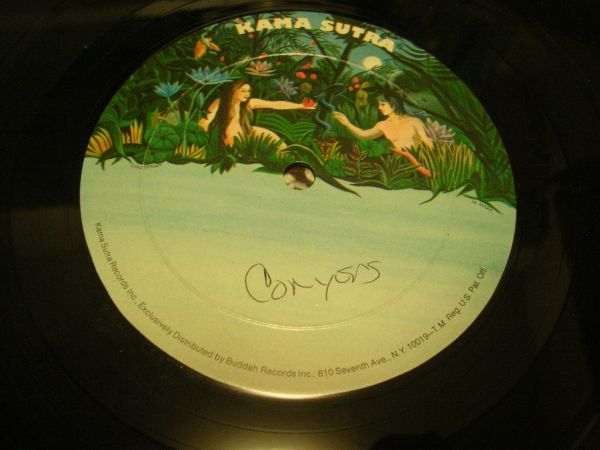 KAMA SUTRA
Conyers
Kama Sutra Records Inc., Exclusively Distributed by Buddah Records Inc., 810 Seventh Ave., N.Y. 10019—T.M. Reg. U.S. Pat. Off.